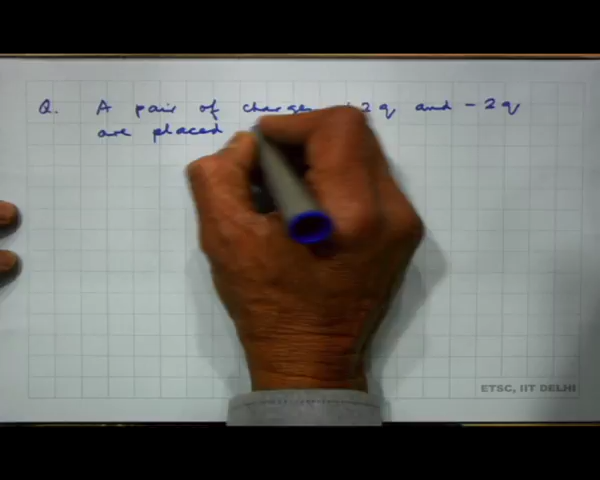 Q. A pair of charges 2q and -2q
are placed
ETSC, IIT DELHI